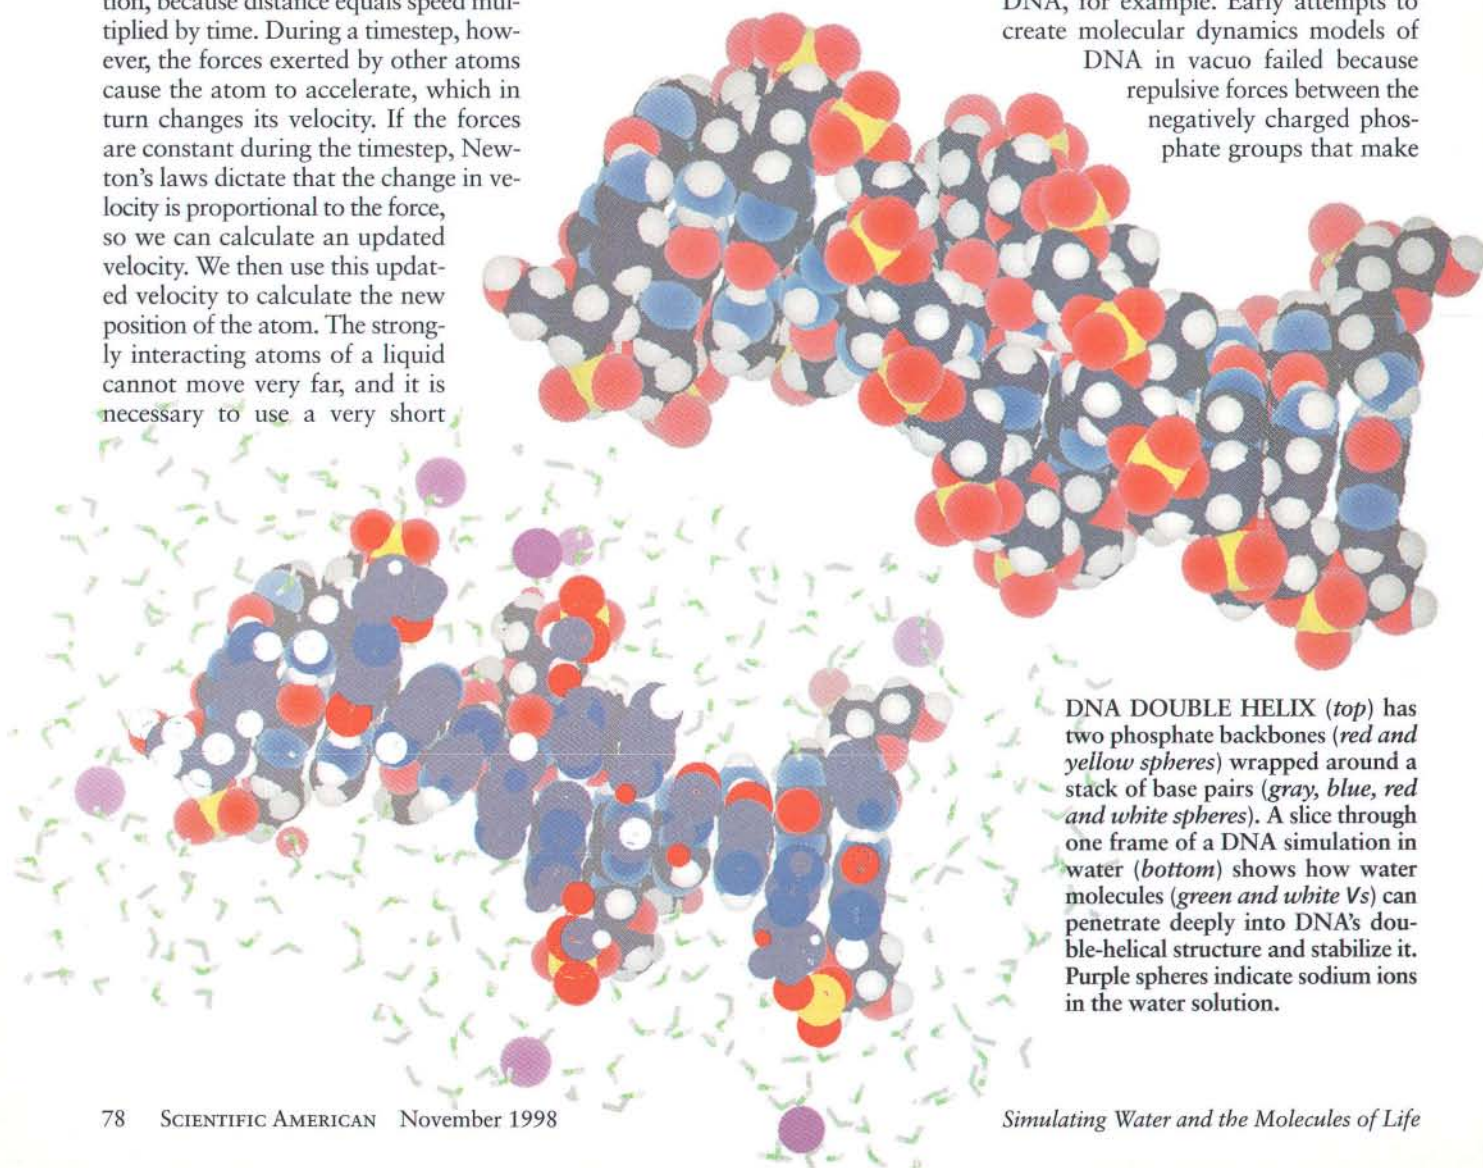 tion, because distance equals speed mul-
tiplied by time. During a timestep, how-
ever, the forces exerted by other atoms
cause the atom to accelerate, which in
turn changes its velocity. If the forces
are constant during the timestep, New-
ton's laws dictate that the change in ve-
locity is proportional to the force,
so we can calculate an updated
velocity. We then use this updat-
ed velocity to calculate the new
position of the atom. The strong-
ly interacting atoms of a liquid
cannot move very far, and it is
necessary to use a very short
DNA, for example. Early attempts to
create molecular dynamics models of
DNA in vacuo failed because
repulsive forces between the
negatively charged phos-
phate groups that make
DNA DOUBLE HELIX (top) has
two phosphate backbones (red and
yellow spheres) wrapped around a
stack of base pairs (gray, blue, red
and white spheres). A slice through
one frame of a DNA simulation in
water (bottom) shows how water
molecules (green and white Vs) can
penetrate deeply into DNA's dou-
ble-helical structure and stabilize it.
Purple spheres indicate sodium ions
in the water solution.
78 SCIENTIFIC AMERICAN November 1998
Simulating Water and the Molecules of Life